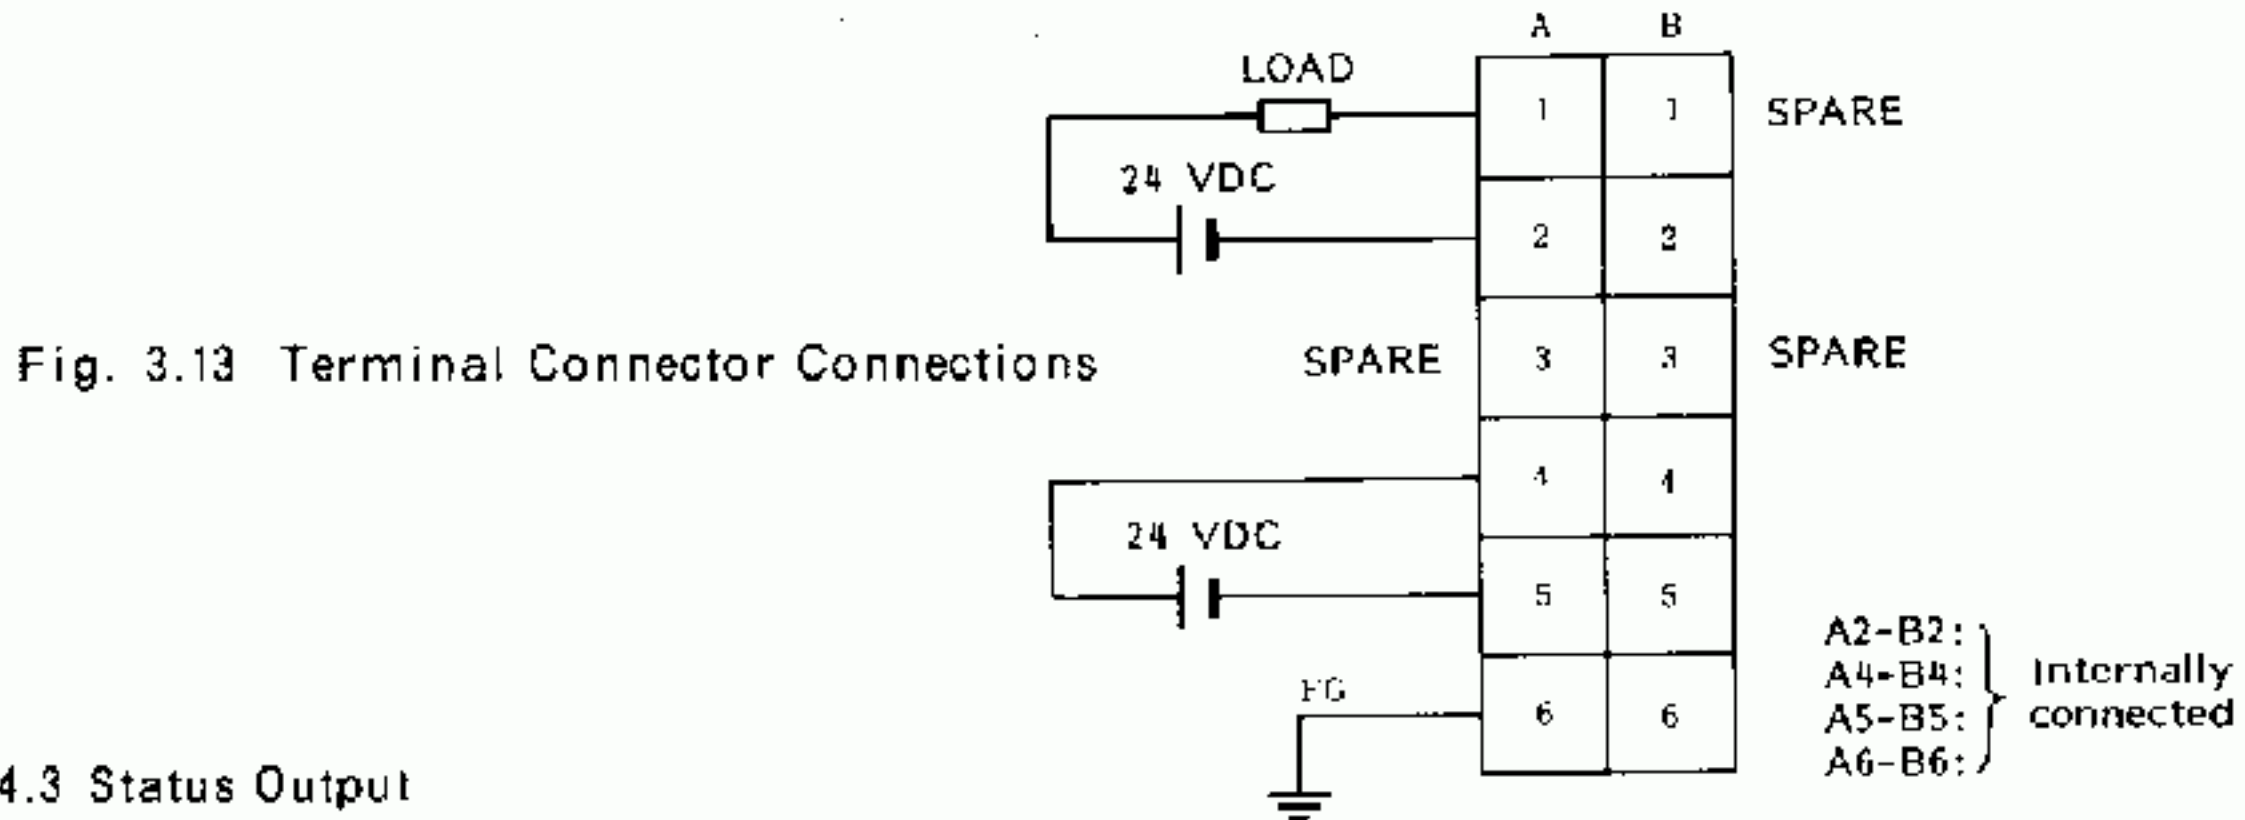 A B
LOAD
1 1 SPARE
24 VDC
2 2
Fig. 3.13 Terminal Connector Connections
SPARE 3 3 SPARE
4 4
24 VDC
5 5
A2-B2:
A4-B4:
A5-B5:
A6-B6:
Internally
connected
FG
6 6
4.3 Status Output